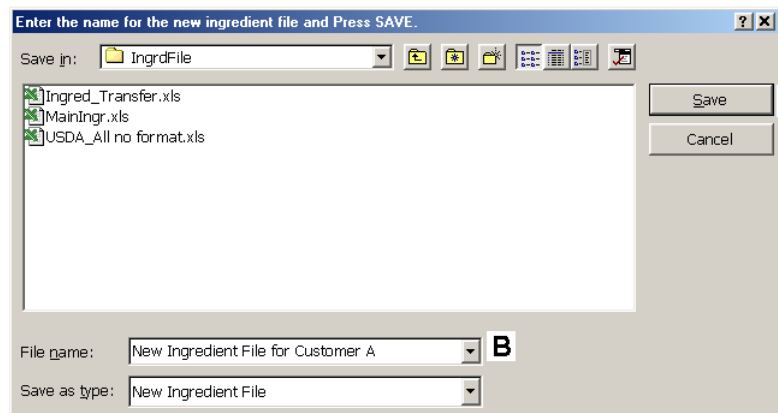 Enter the name for the new ingredient file and Press SAVE.
Save in: IngrdFile
Ingred_Transfer.xls
MainIngr.xls
USDA_All no format.xls
Save
Cancel
File name: New Ingredient File for Customer A B
Save as type: New Ingredient File